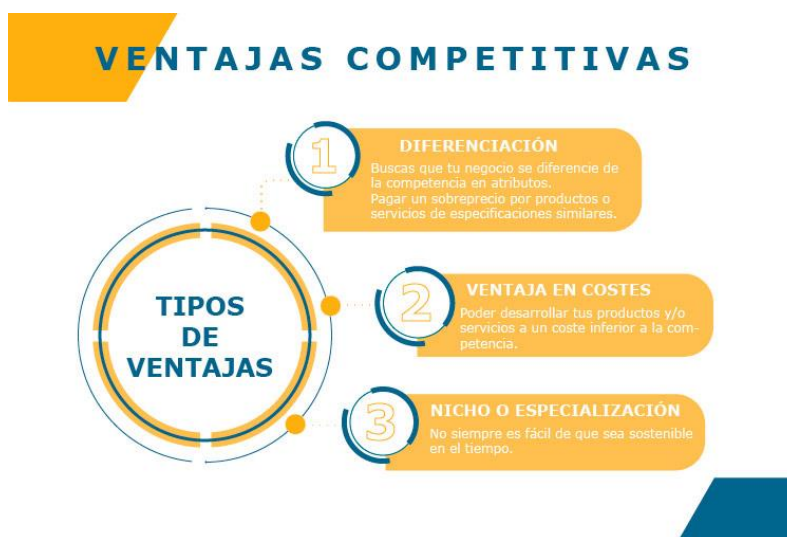 VENTAJAS COMPETITIVAS
1
DIFERENCIACIÓN
Buscas que tu negocio se diferencie de
la competencia en atributos.
Pagar un sobreprecio por productos o
servicios de especificaciones similares.
TIPOS
DE
VENTAJAS
2
VENTAJA EN COSTES
Poder desarrollar tus productos y/o
servicios a un coste inferior a la com-
petencia.
3
NICHO O ESPECIALIZACIÓN
No siempre es fácil de que sea sostenible
en el tiempo.